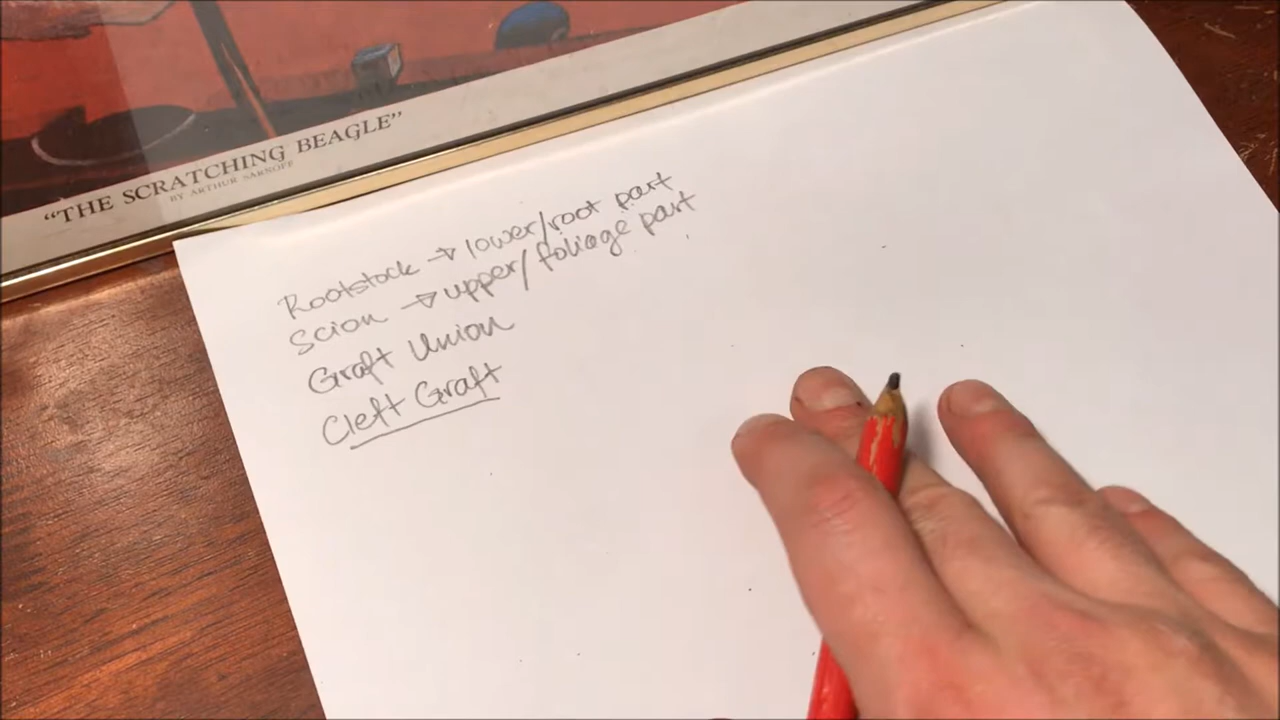 "THE SCRATCHING BEAGLE"
BY ARTHUR SARNOFF
Rootstock → lower/root part
Scion → upper/foliage part
Graft Union
Cleft Graft